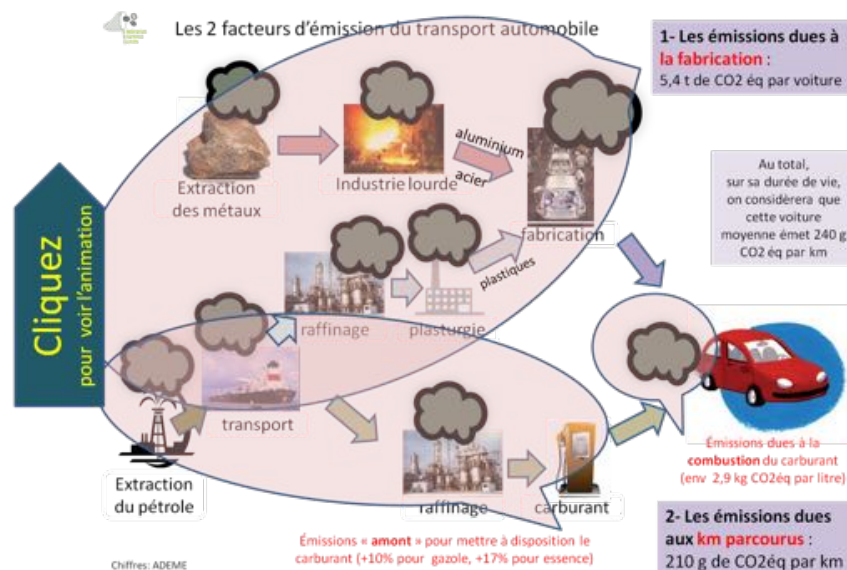 Les 2 facteurs d'émission du transport automobile
1- Les émissions dues à
la fabrication :
5,4 t de CO2 éq par voiture
Au total,
sur sa durée de vie,
on considèrera que
cette voiture
moyenne émet 240 g
CO2 éq par km
Extraction
des métaux
Industrie lourde
aluminium
acier
fabrication
raffinage
plasturgie
plastiques
Cliquez
pour voir l'animation
transport
Extraction
du pétrole
raffinage
carburant
Émissions dues à la
combustion du carburant
(env 2,9 kg CO2éq par litre)
Émissions « amont » pour mettre à disposition le
carburant (+10% pour gazole, +17% pour essence)
2- Les émissions dues
aux km parcourus :
210 g de CO2éq par km
Chiffres: ADEME